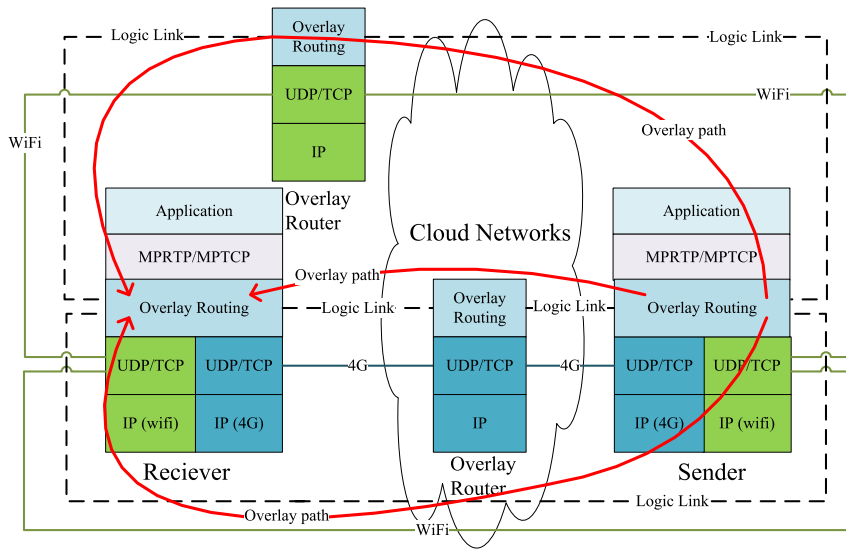 Logic Link
Overlay
Routing
Logic Link
UDP/TCP
WiFi
WiFi
Overlay path
IP
Overlay
Router
Application
MPRTP/MPTCP
Overlay Routing
Cloud Networks
Overlay path
Application
MPRTP/MPTCP
Overlay Routing
Logic Link
Overlay
Routing
Logic Link
UDP/TCP
UDP/TCP
4G
UDP/TCP
4G
UDP/TCP
UDP/TCP
IP (wifi)
IP (4G)
IP
IP (4G)
IP (wifi)
Reciever
Overlay
Router
Sender
Logic Link
Overlay path
WiFi